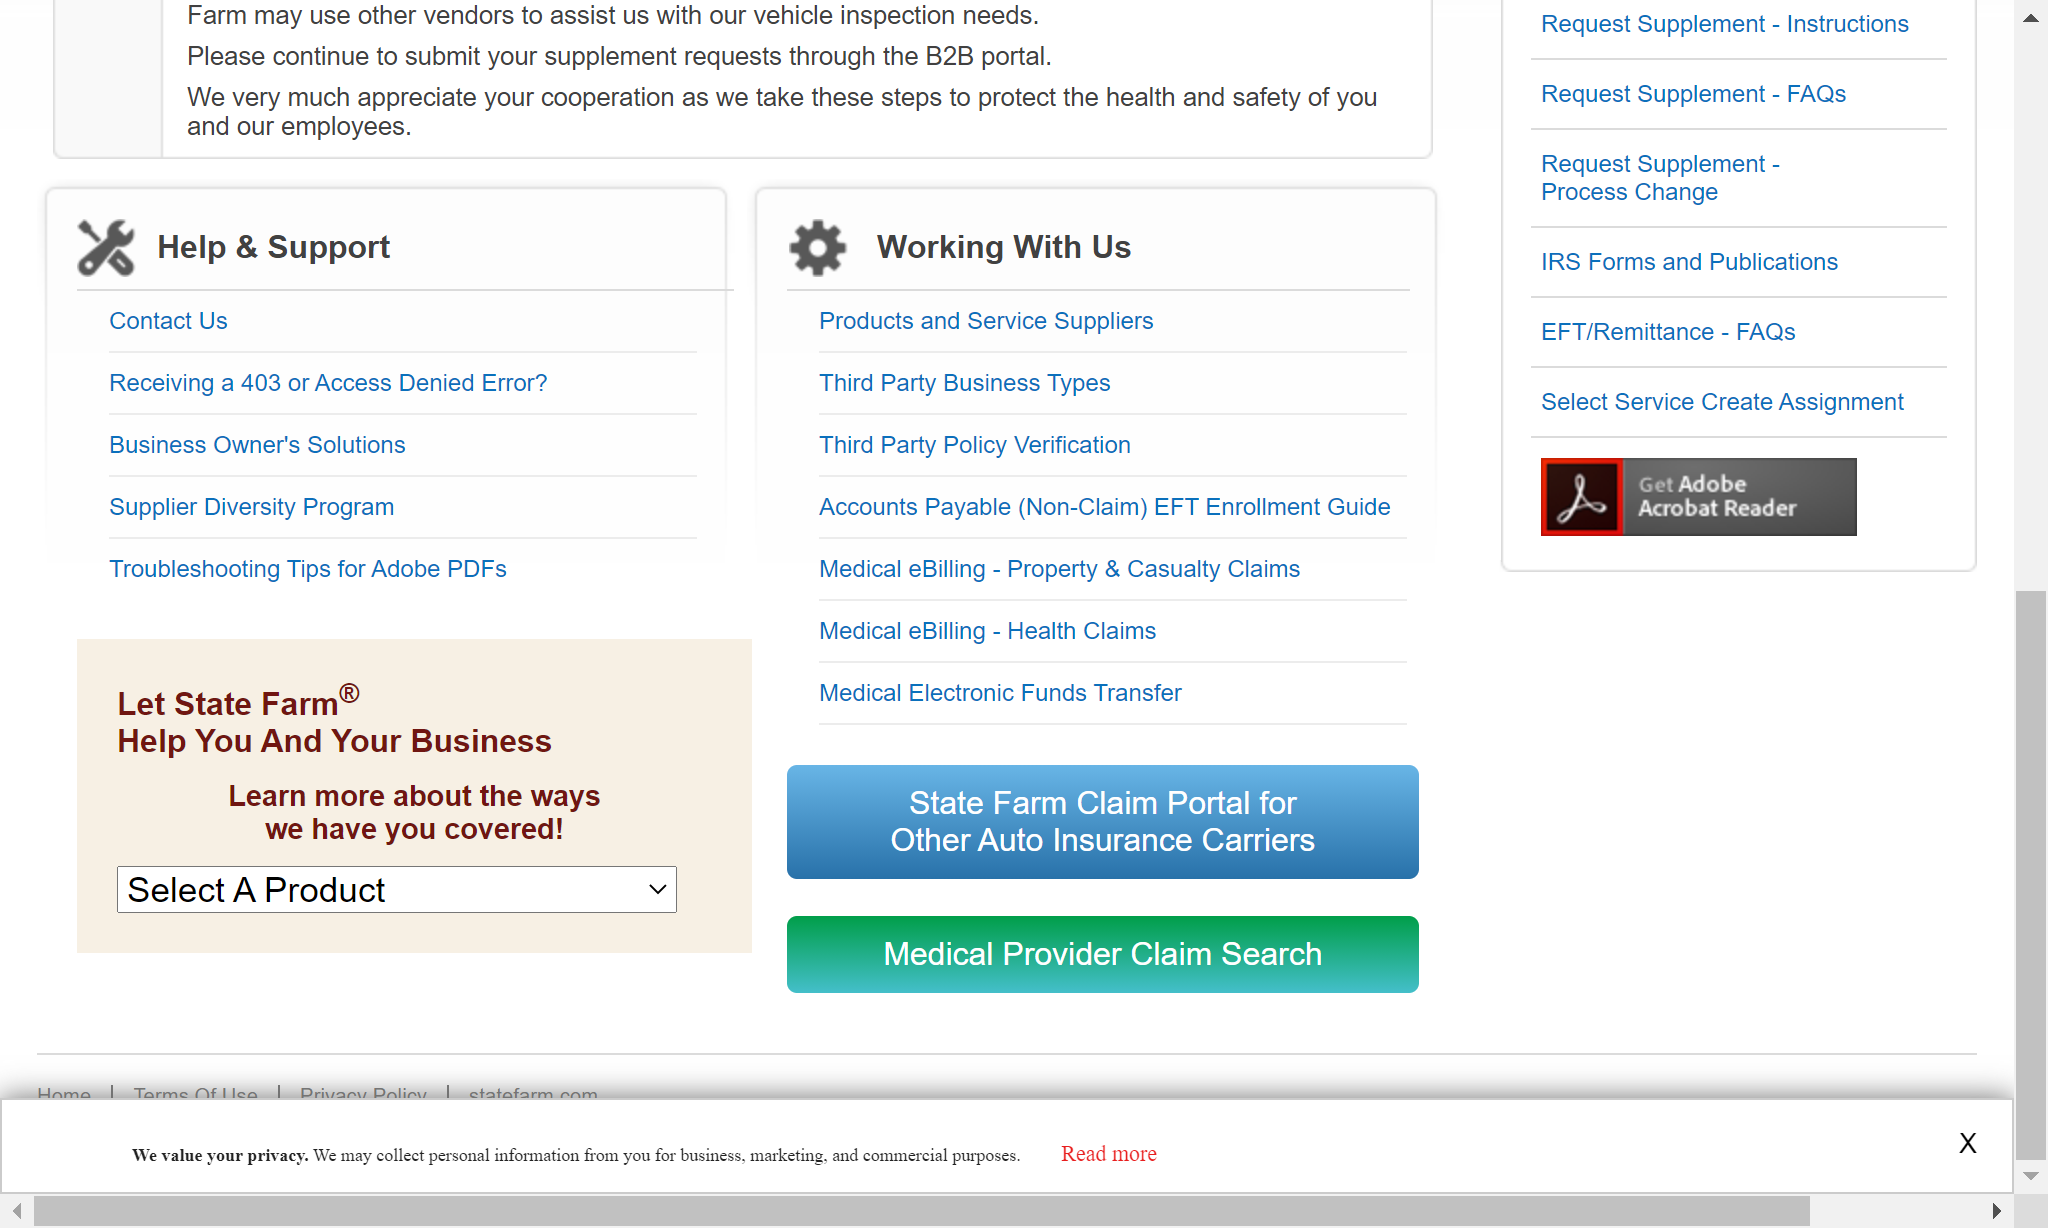 Farm may use other vendors to assist us with our vehicle inspection needs.
Please continue to submit your supplement requests through the B2B portal.
We very much appreciate your cooperation as we take these steps to protect the health and safety of you
and our employees.
Help & Support
Contact Us
Receiving a 403 or Access Denied Error?
Business Owner's Solutions
Supplier Diversity Program
Troubleshooting Tips for Adobe PDFs
Let State Farm®
Help You And Your Business
Learn more about the ways
we have you covered!
Select A Product
Working With Us
Products and Service Suppliers
Third Party Business Types
Third Party Policy Verification
Accounts Payable (Non-Claim) EFT Enrollment Guide
Medical eBilling - Property & Casualty Claims
Medical eBilling - Health Claims
Medical Electronic Funds Transfer
State Farm Claim Portal for
Other Auto Insurance Carriers
Medical Provider Claim Search
Request Supplement - Instructions
Request Supplement - FAQs
Request Supplement -
Process Change
IRS Forms and Publications
EFT/Remittance - FAQs
Select Service Create Assignment
Get Adobe
Acrobat Reader
Home | Terms Of Use | Privacy Policy | statefarm.com
We value your privacy. We may collect personal information from you for business, marketing, and commercial purposes. Read more
X